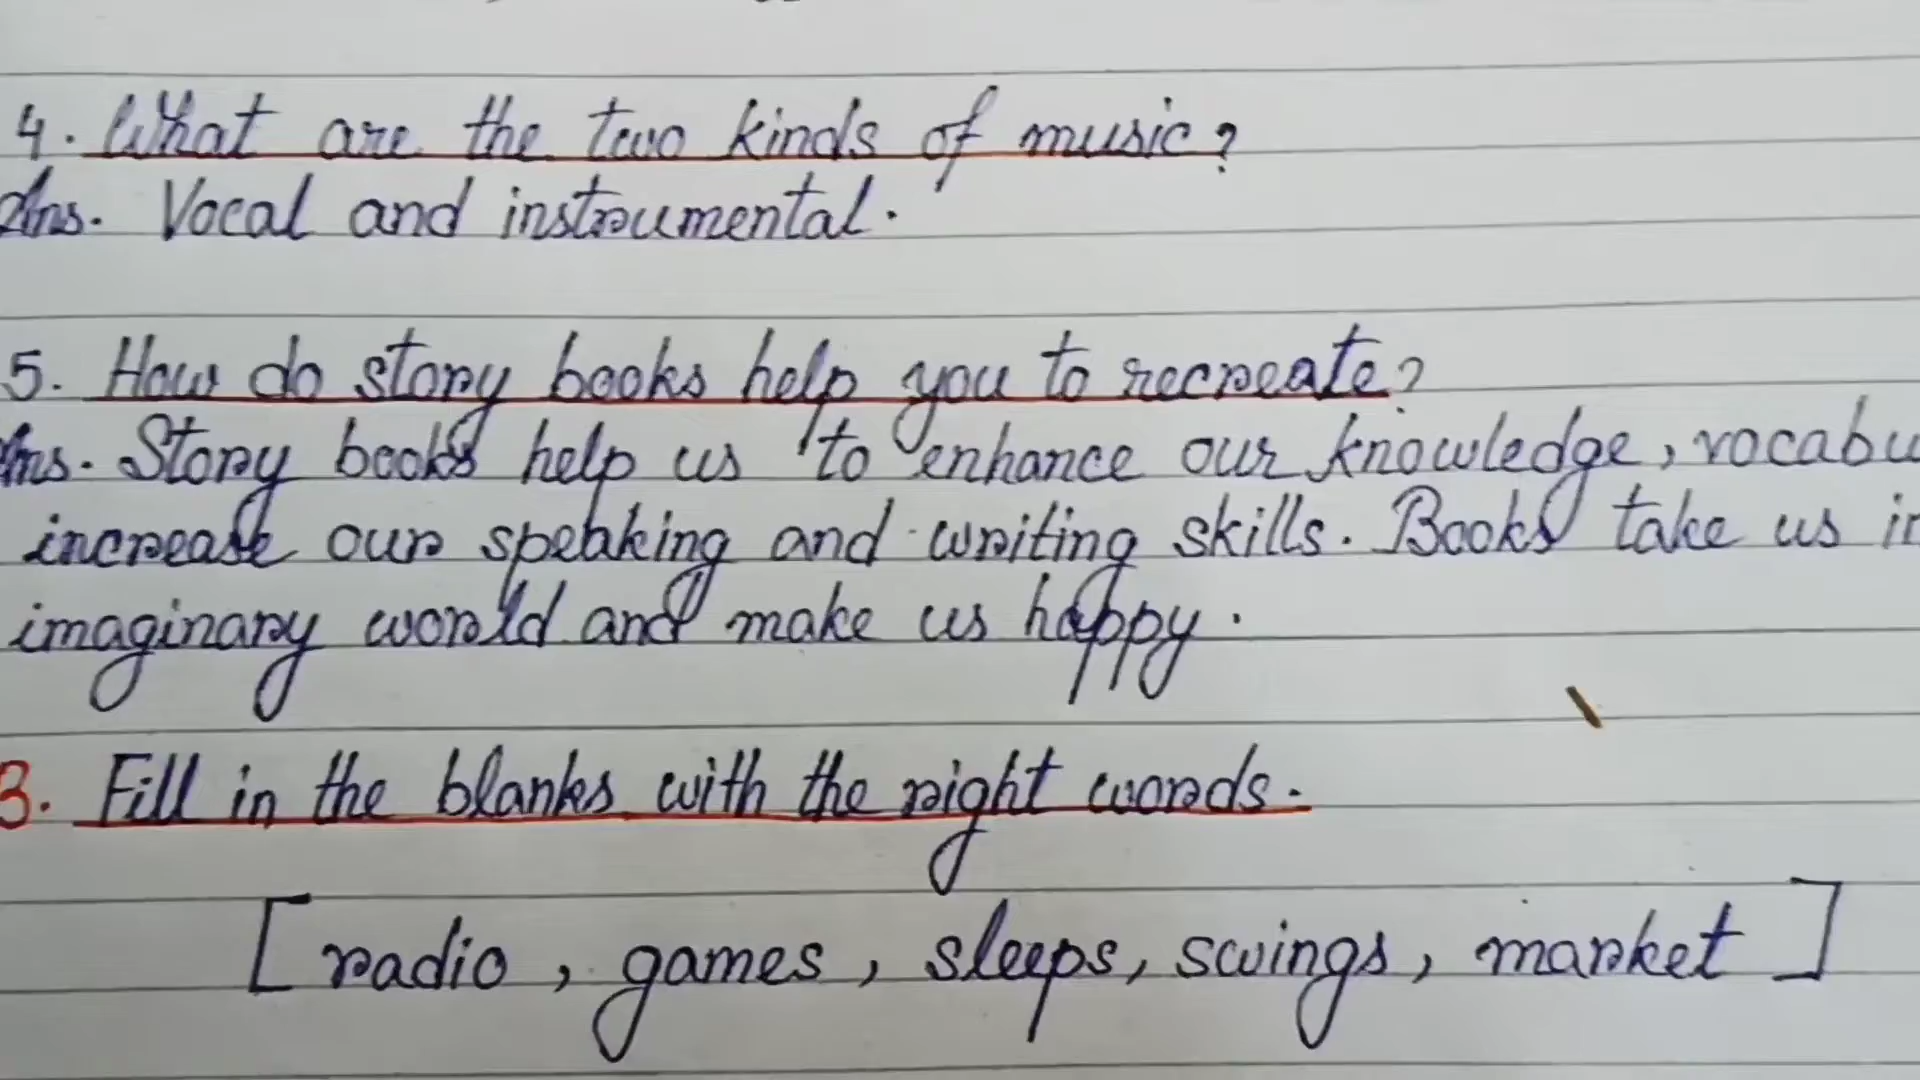 4. What are the two kinds of music?
Ans. Vocal and instrumental.
5. How do story books help you to recreate?
Ans. Story books help us to enhance our knowledge, vocabu
increase our speaking and writing skills. Books take us in
imaginary world and make us happy.
3. Fill in the blanks with the right words.
[radio, games, sleeps, swings, market]